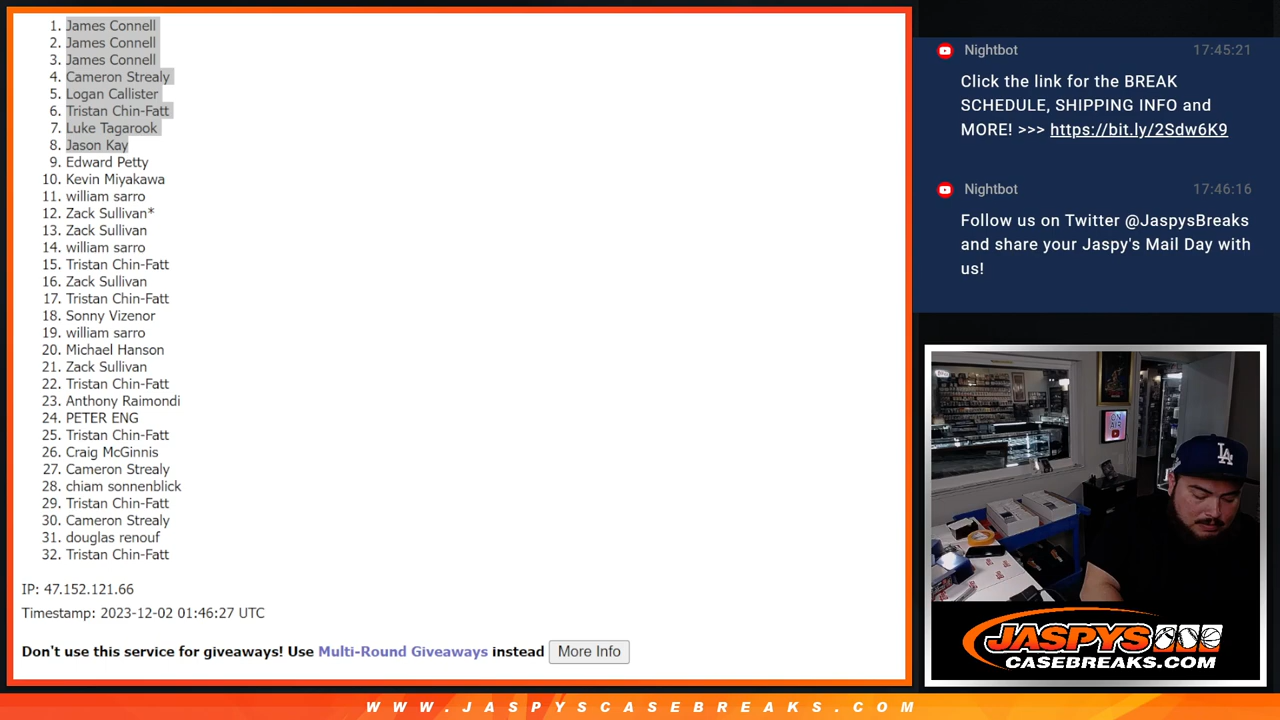 1. James Connell
2. James Connell
3. James Connell
4. Cameron Strealy
5. Logan Callister
6. Tristan Chin-Fatt
7. Luke Tagarook
8. Jason Kay
9. Edward Petty
10. Kevin Miyakawa
11. william sarro
12. Zack Sullivan*
13. Zack Sullivan
14. william sarro
15. Tristan Chin-Fatt
16. Zack Sullivan
17. Tristan Chin-Fatt
18. Sonny Vizenor
19. william sarro
20. Michael Hanson
21. Zack Sullivan
22. Tristan Chin-Fatt
23. Anthony Raimondi
24. PETER ENG
25. Tristan Chin-Fatt
26. Craig McGinnis
27. Cameron Strealy
28. chiam sonnenblick
29. Tristan Chin-Fatt
30. Cameron Strealy
31. douglas renouf
32. Tristan Chin-Fatt
IP: 47.152.121.66
Timestamp: 2023-12-02 01:46:27 UTC
Don't use this service for giveaways! Use Multi-Round Giveaways instead More Info
Nightbot 17:45:21
Click the link for the BREAK
SCHEDULE, SHIPPING INFO and
MORE! >>> https://bit.ly/2Sdw6K9
Nightbot 17:46:16
Follow us on Twitter @JaspysBreaks
and share your Jaspy's Mail Day with
us!
ON
AIR
LA
JASPYS
CASEBREAKS.COM
WWW.JASPYSCASEBREAKS.COM